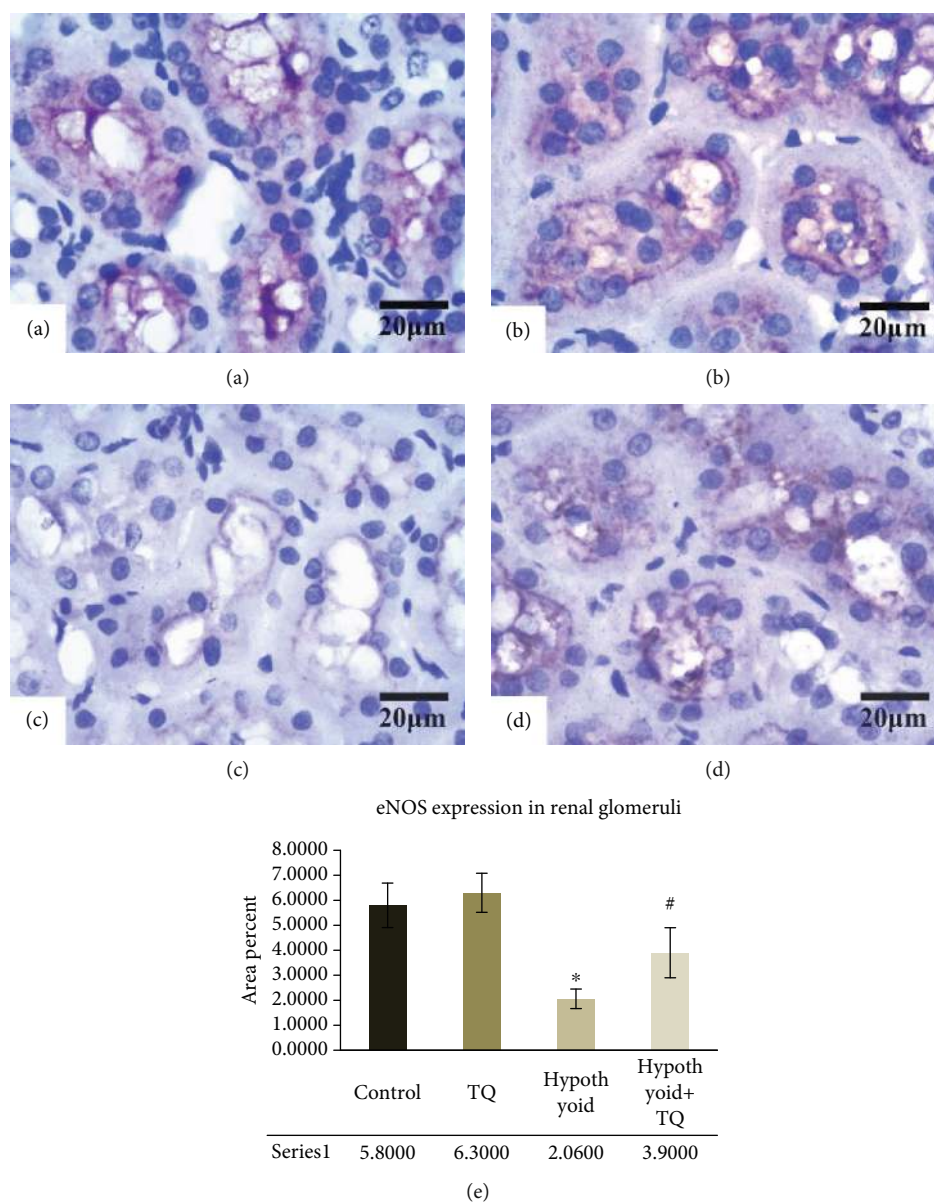 (a)
20μm
(a)
(b)
20μm
(b)
(c)
20μm
(c)
(d)
20μm
(d)
eNOS expression in renal glomeruli
8.0000
7.0000
6.0000
5.0000
4.0000
3.0000
2.0000
1.0000
0.0000
Area percent
*
#
Control
TQ
Hypoth
yoid
Hypoth
yoid+
TQ
Series1 5.8000 6.3000 2.0600 3.9000
(e)